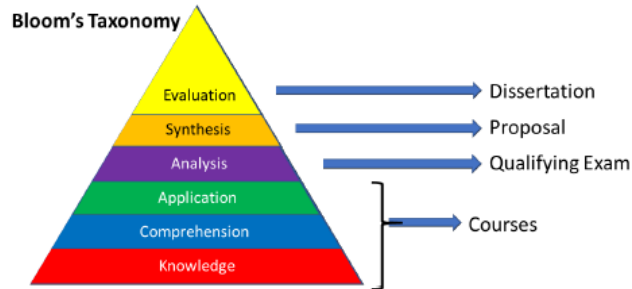 Bloom's Taxonomy
Evaluation
Dissertation
Synthesis
Proposal
Analysis
Qualifying Exam
Application
Comprehension
Courses
Knowledge